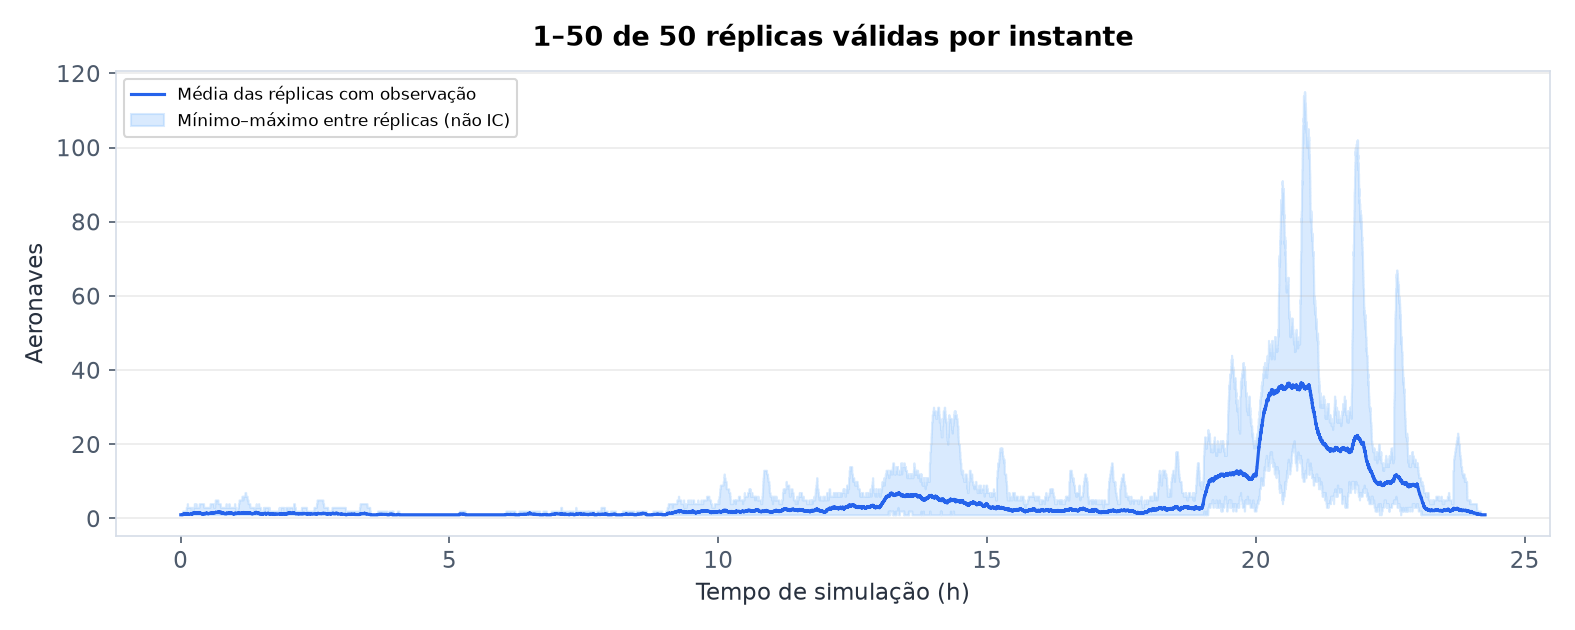 1–50 de 50 réplicas válidas por instante
Média das réplicas com observação
Mínimo–máximo entre réplicas (não IC)
Aeronaves
120
100
80
60
40
20
0
0 5 10 15 20 25
Tempo de simulação (h)